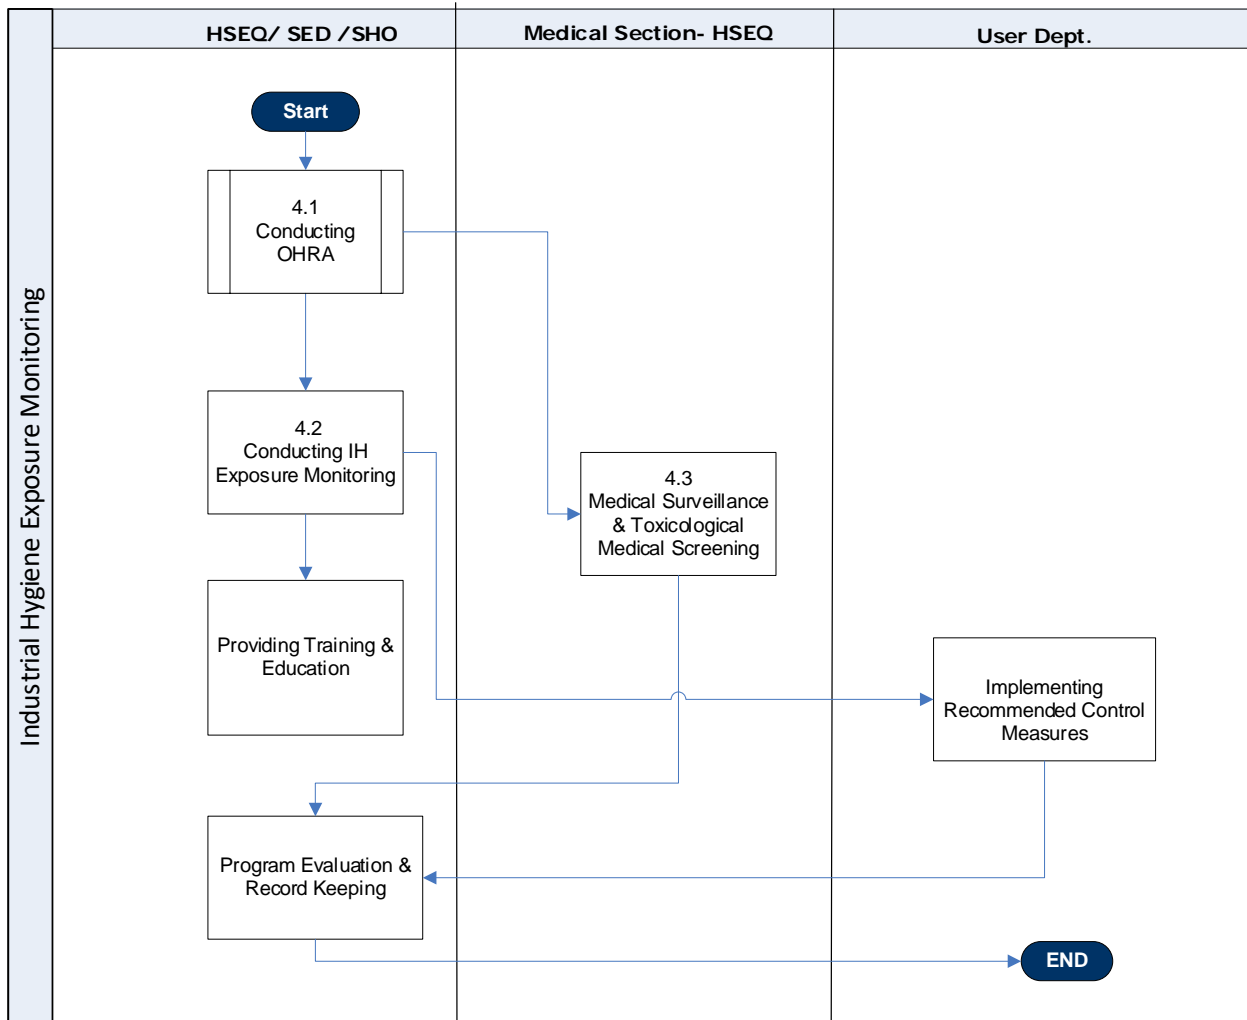 HSEQ/ SED /SHO
Medical Section- HSEQ
User Dept.
Industrial Hygiene Exposure Monitoring
Start
4.1
Conducting
OHRA
4.2
Conducting IH
Exposure Monitoring
4.3
Medical Surveillance
& Toxicological
Medical Screening
Providing Training &
Education
Implementing
Recommended Control
Measures
Program Evaluation &
Record Keeping
END